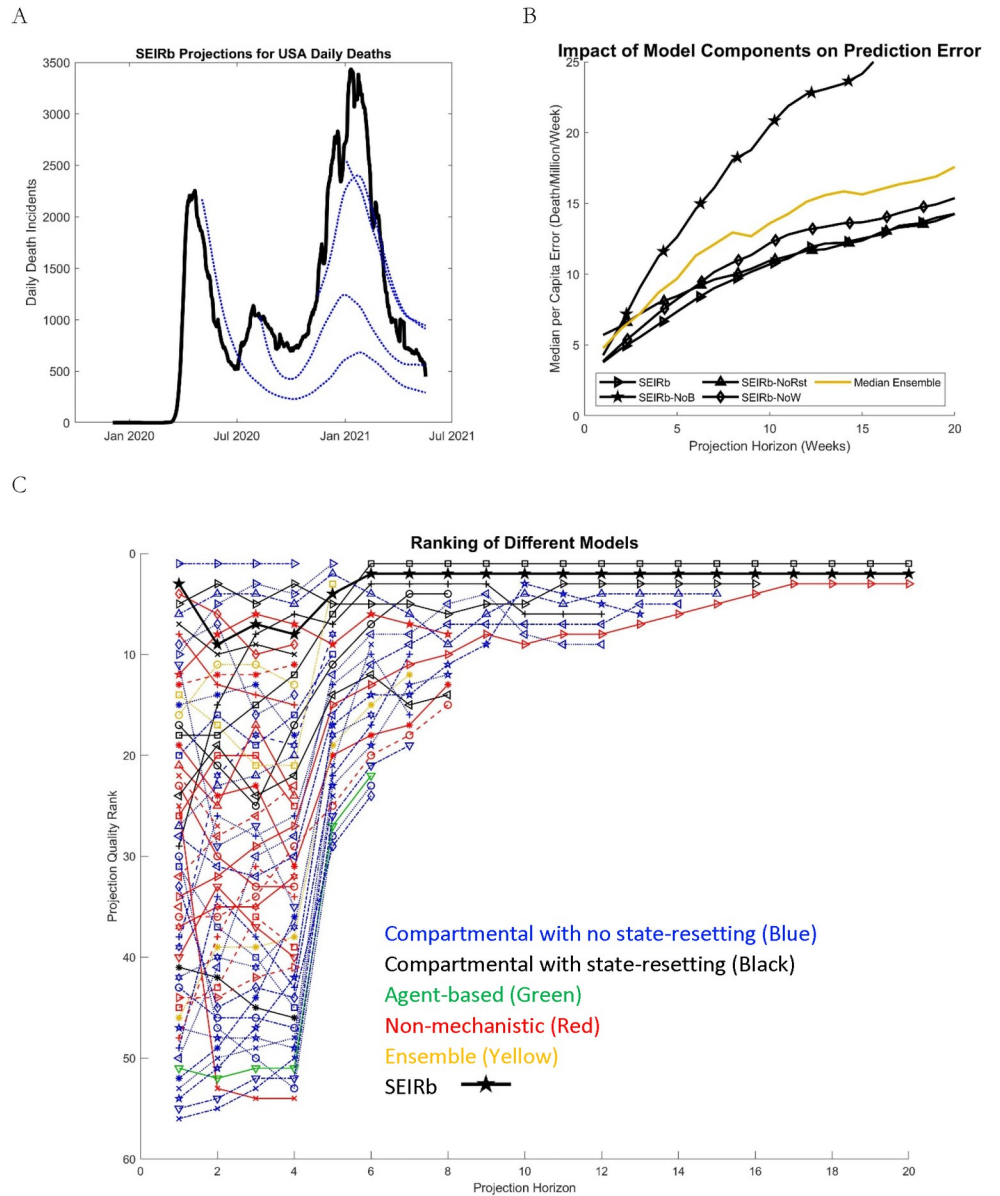 A
SEIRb Projections for USA Daily Deaths
3500
3000
2500
2000
1500
1000
500
0
Daily Death Incidents
Jan 2020
Jul 2020
Jan 2021
Jul 2021
B
Impact of Model Components on Prediction Error
25
20
15
10
5
0
Median per Capita Error (Death/Million/Week)
SEIRb
SEIRb-NoRst
Median Ensemble
SEIRb-NoB
SEIRb-NoW
0
5
10
15
20
Projection Horizon (Weeks)
C
Ranking of Different Models
0
10
20
30
40
50
60
Projection Quality Rank
Compartmental with no state-resetting (Blue)
Compartmental with state-resetting (Black)
Agent-based (Green)
Non-mechanistic (Red)
Ensemble (Yellow)
SEIRb
0
2
4
6
8
10
12
14
16
18
20
Projection Horizon